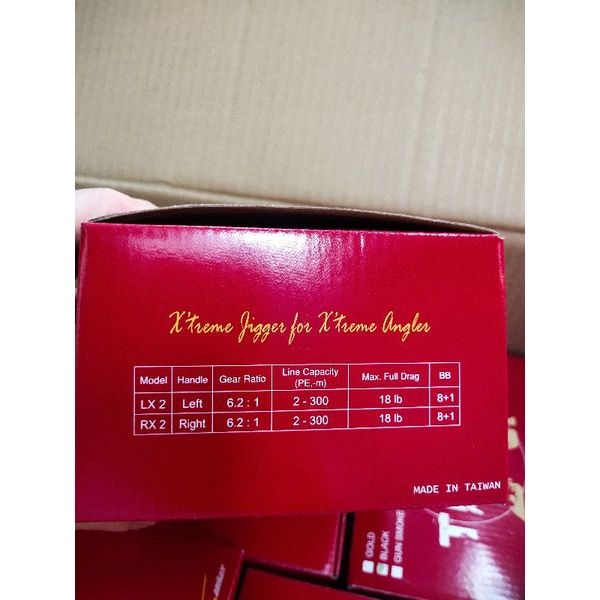 X'treme Jigger for X'treme Angler
Model Handle Gear Ratio Line Capacity (PE,-m) Max. Full Drag BB
LX 2 Left 6.2 : 1 2 - 300 18 lb 8+1
RX 2 Right 6.2 : 1 2 - 300 18 lb 8+1
MADE IN TAIWAN
GOLD
BLACK
GUN SMOKE